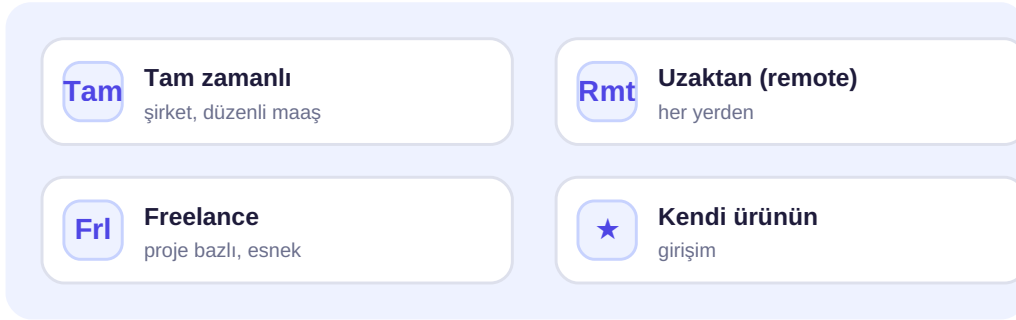 Tam
Tam zamanlı
şirket, düzenli maaş
Rmt
Uzaktan (remote)
her yerden
Frl
Freelance
proje bazlı, esnek
★
Kendi ürünün
girişim